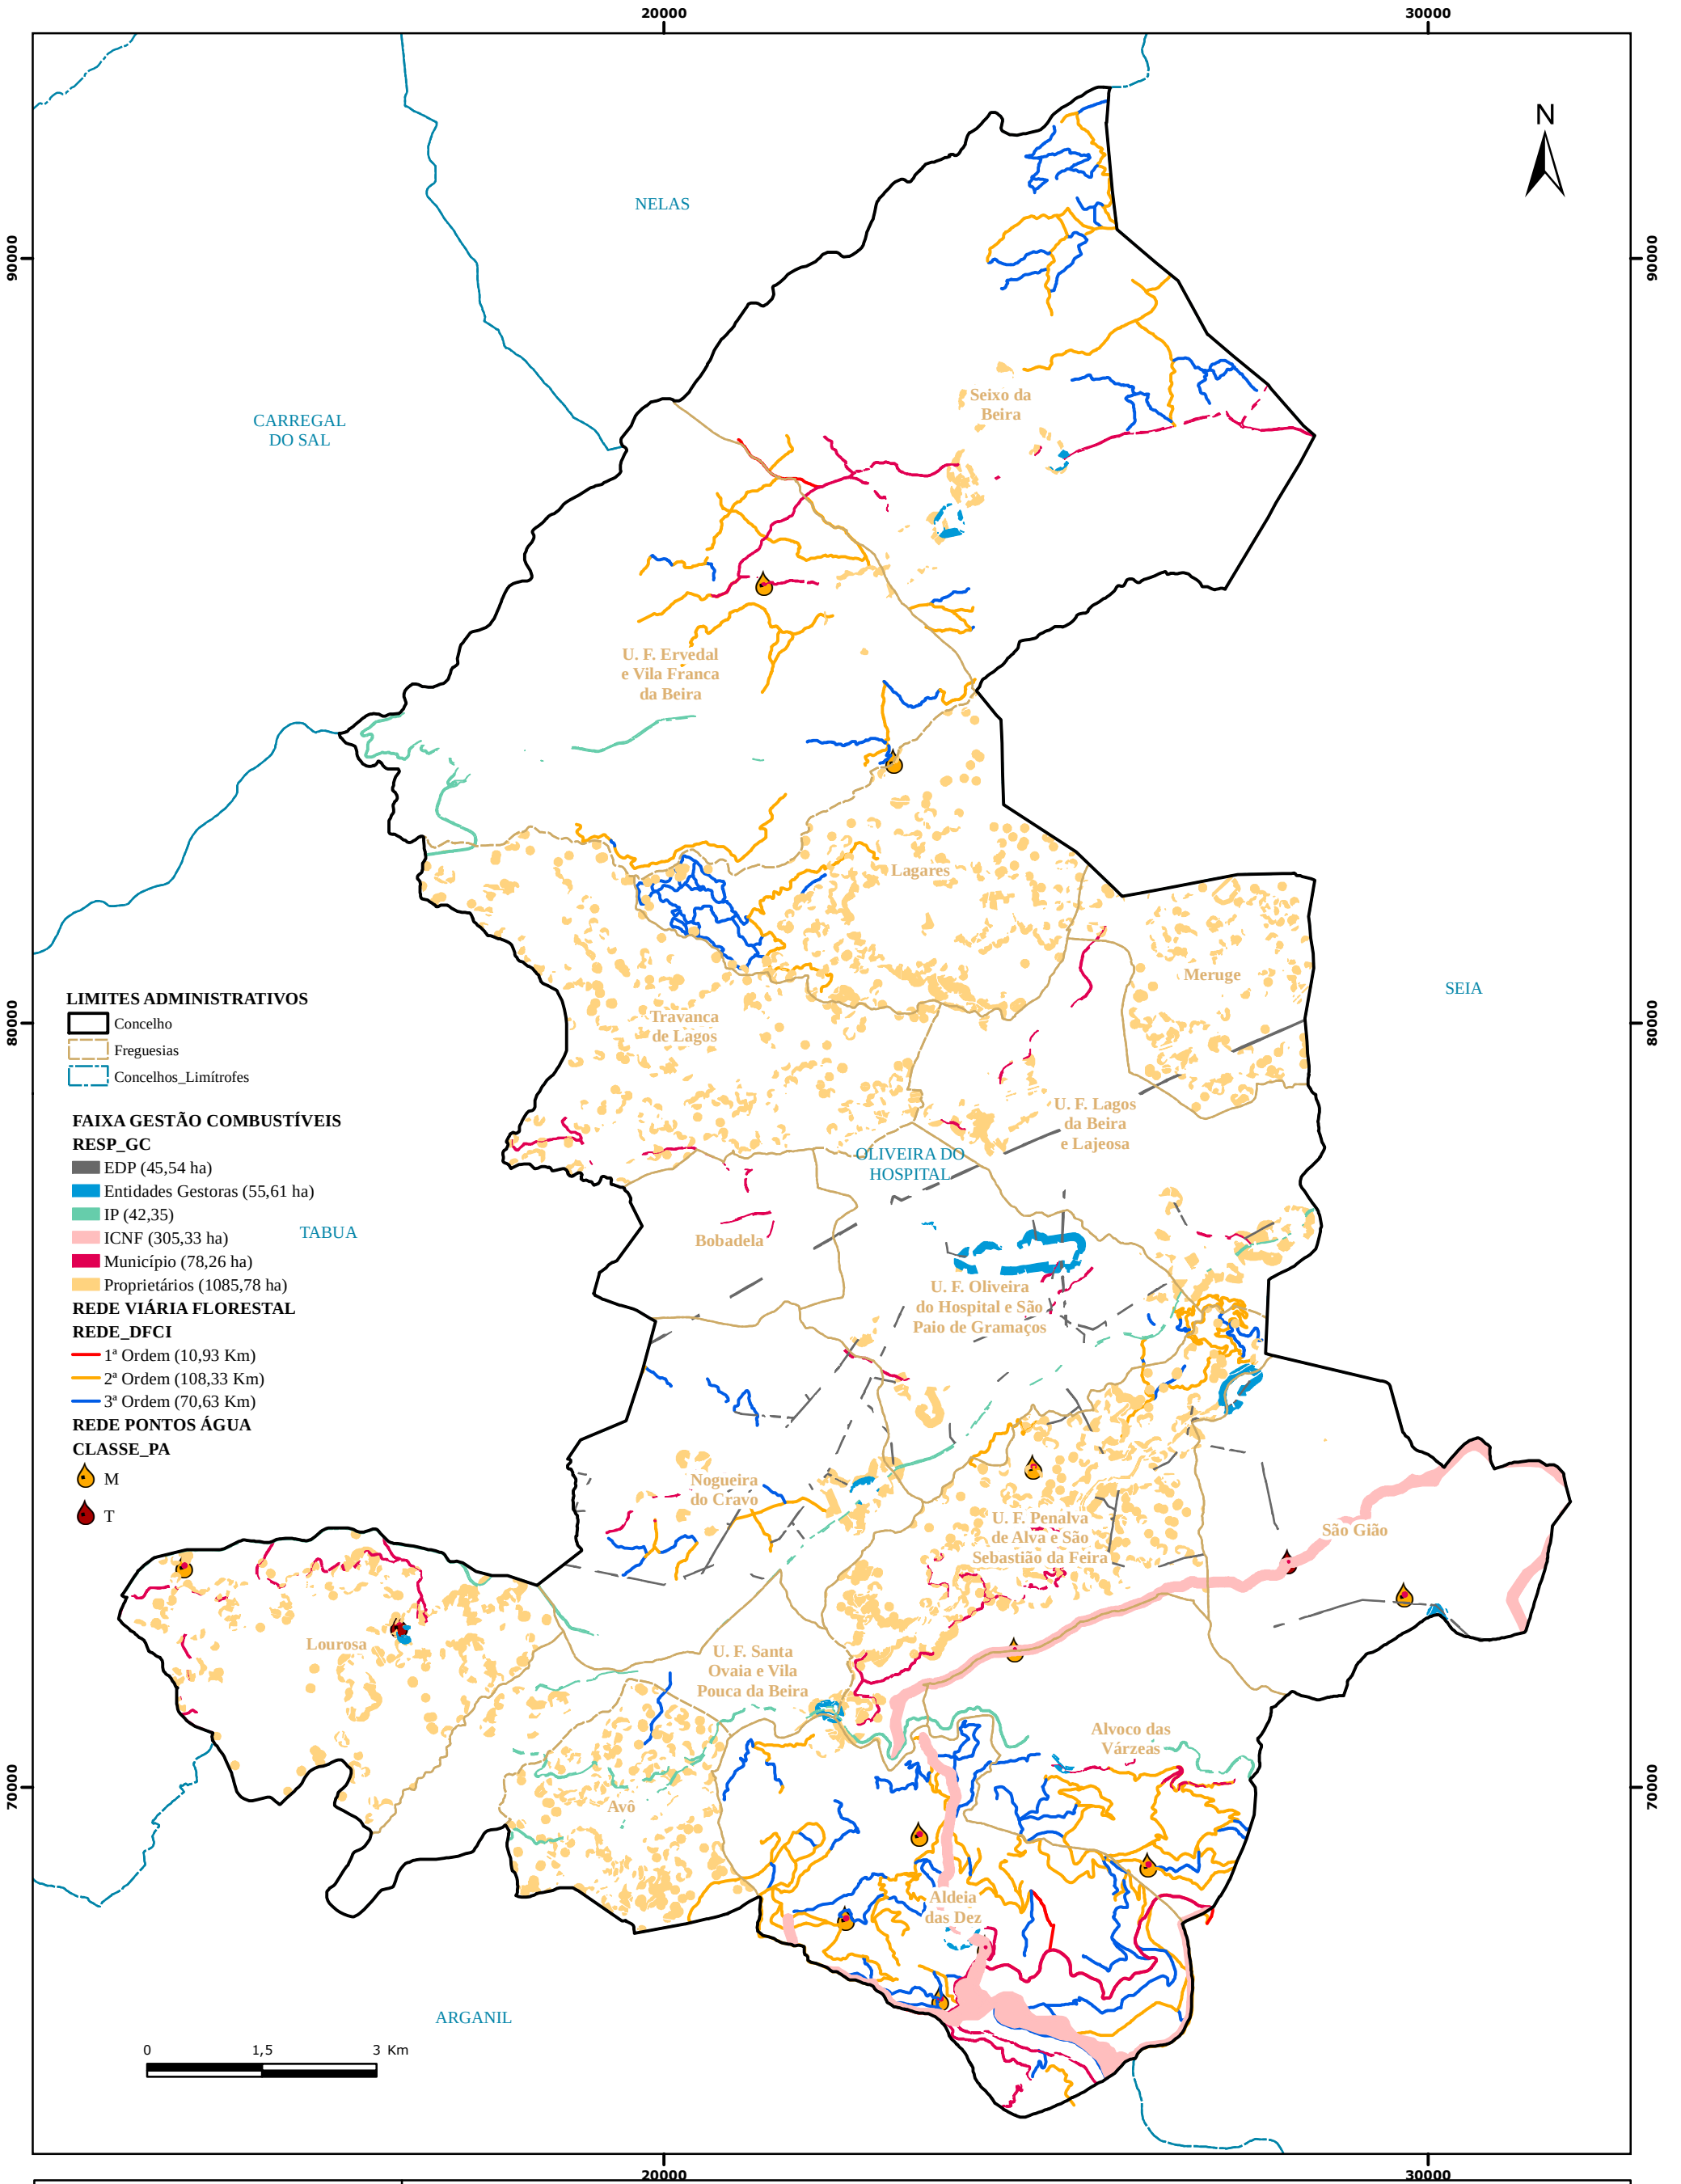 20000
30000
N
NELAS
90000
90000
CARREGAL
DO SAL
Seixo da
Beira
U. F. Ervedal
e Vila Franca
da Beira
Lagares
Meruge
SEIA
LIMITES ADMINISTRATIVOS
Concelho
Freguesias
Concelhos_Limítrofes
80000
80000
Travanca
de Lagos
U. F. Lagos
da Beira
e Lajeosa
FAIXA GESTÃO COMBUSTÍVEIS
RESP_GC
EDP (45,54 ha)
Entidades Gestoras (55,61 ha)
IP (42,35)
ICNF (305,33 ha)
Município (78,26 ha)
Proprietários (1085,78 ha)
REDE VIÁRIA FLORESTAL
REDE_DFCI
1ª Ordem (10,93 Km)
2ª Ordem (108,33 Km)
3ª Ordem (70,63 Km)
REDE PONTOS ÁGUA
CLASSE_PA
M
T
OLIVEIRA DO
HOSPITAL
TABUA
Bobadela
U. F. Oliveira
do Hospital e São
Paio de Gramaços
Nogueira
do Cravo
U. F. Penalva
de Alva e São
Sebastião da Feira
São Gião
Lourosa
U. F. Santa
Ovaia e Vila
Pouca da Beira
Alvoco das
Várzeas
70000
70000
Avô
Aldeia
das Dez
ARGANIL
0 1,5 3 Km
20000
30000